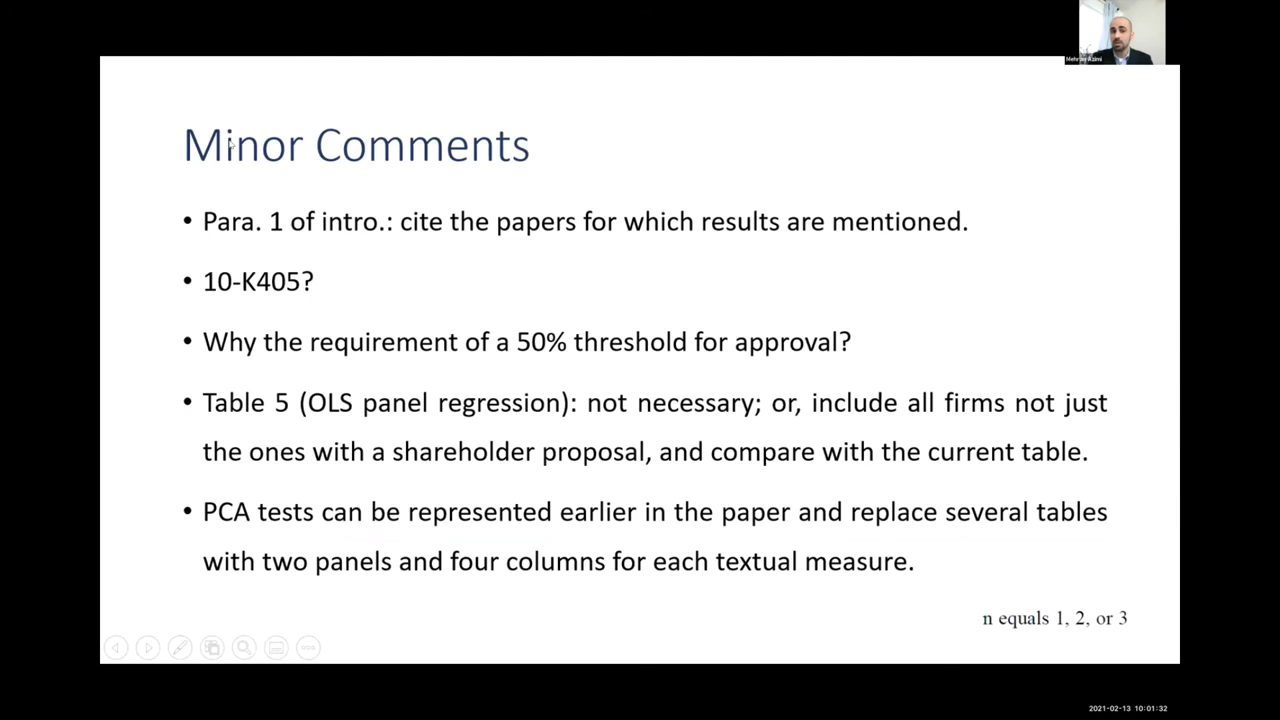 Mehrzad Azimi
Minor Comments
• Para. 1 of intro.: cite the papers for which results are mentioned.
• 10-K405?
• Why the requirement of a 50% threshold for approval?
• Table 5 (OLS panel regression): not necessary; or, include all firms not just
the ones with a shareholder proposal, and compare with the current table.
• PCA tests can be represented earlier in the paper and replace several tables
with two panels and four columns for each textual measure.
n equals 1, 2, or 3
2021-02-13 10:01:32